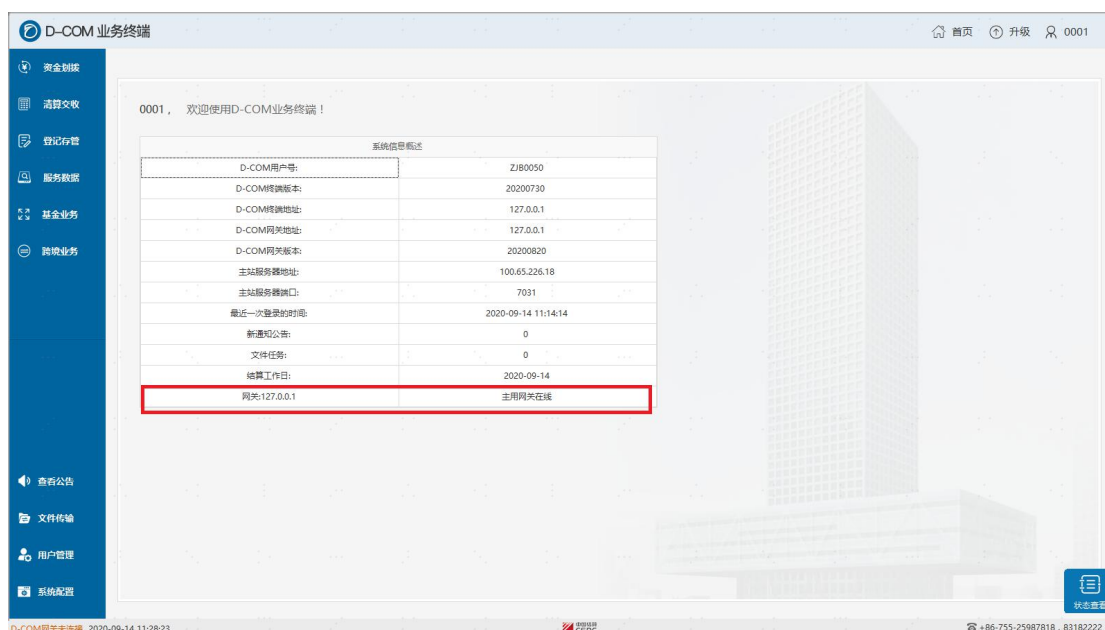 D-COM 业务终端
首页 升级 0001
资金划拨
清算交收
登记存管
服务数据
基金业务
跨境业务
查看公告
文件传输
用户管理
系统配置
0001， 欢迎使用D-COM业务终端！
系统信息概述
D-COM用户号: ZJB0050
D-COM终端版本: 20200730
D-COM终端地址: 127.0.0.1
D-COM网关地址: 127.0.0.1
D-COM网关版本: 20200820
主站服务器地址: 100.65.226.18
主站服务器端口: 7031
最近一次登录的时间: 2020-09-14 11:14:14
新通知公告: 0
文件任务: 0
结算工作日: 2020-09-14
网关:127.0.0.1 主用网关在线
状态查看
D-COM网关未连接 2020-09-14 11:28:23
+86-755-25987818 , 83182222